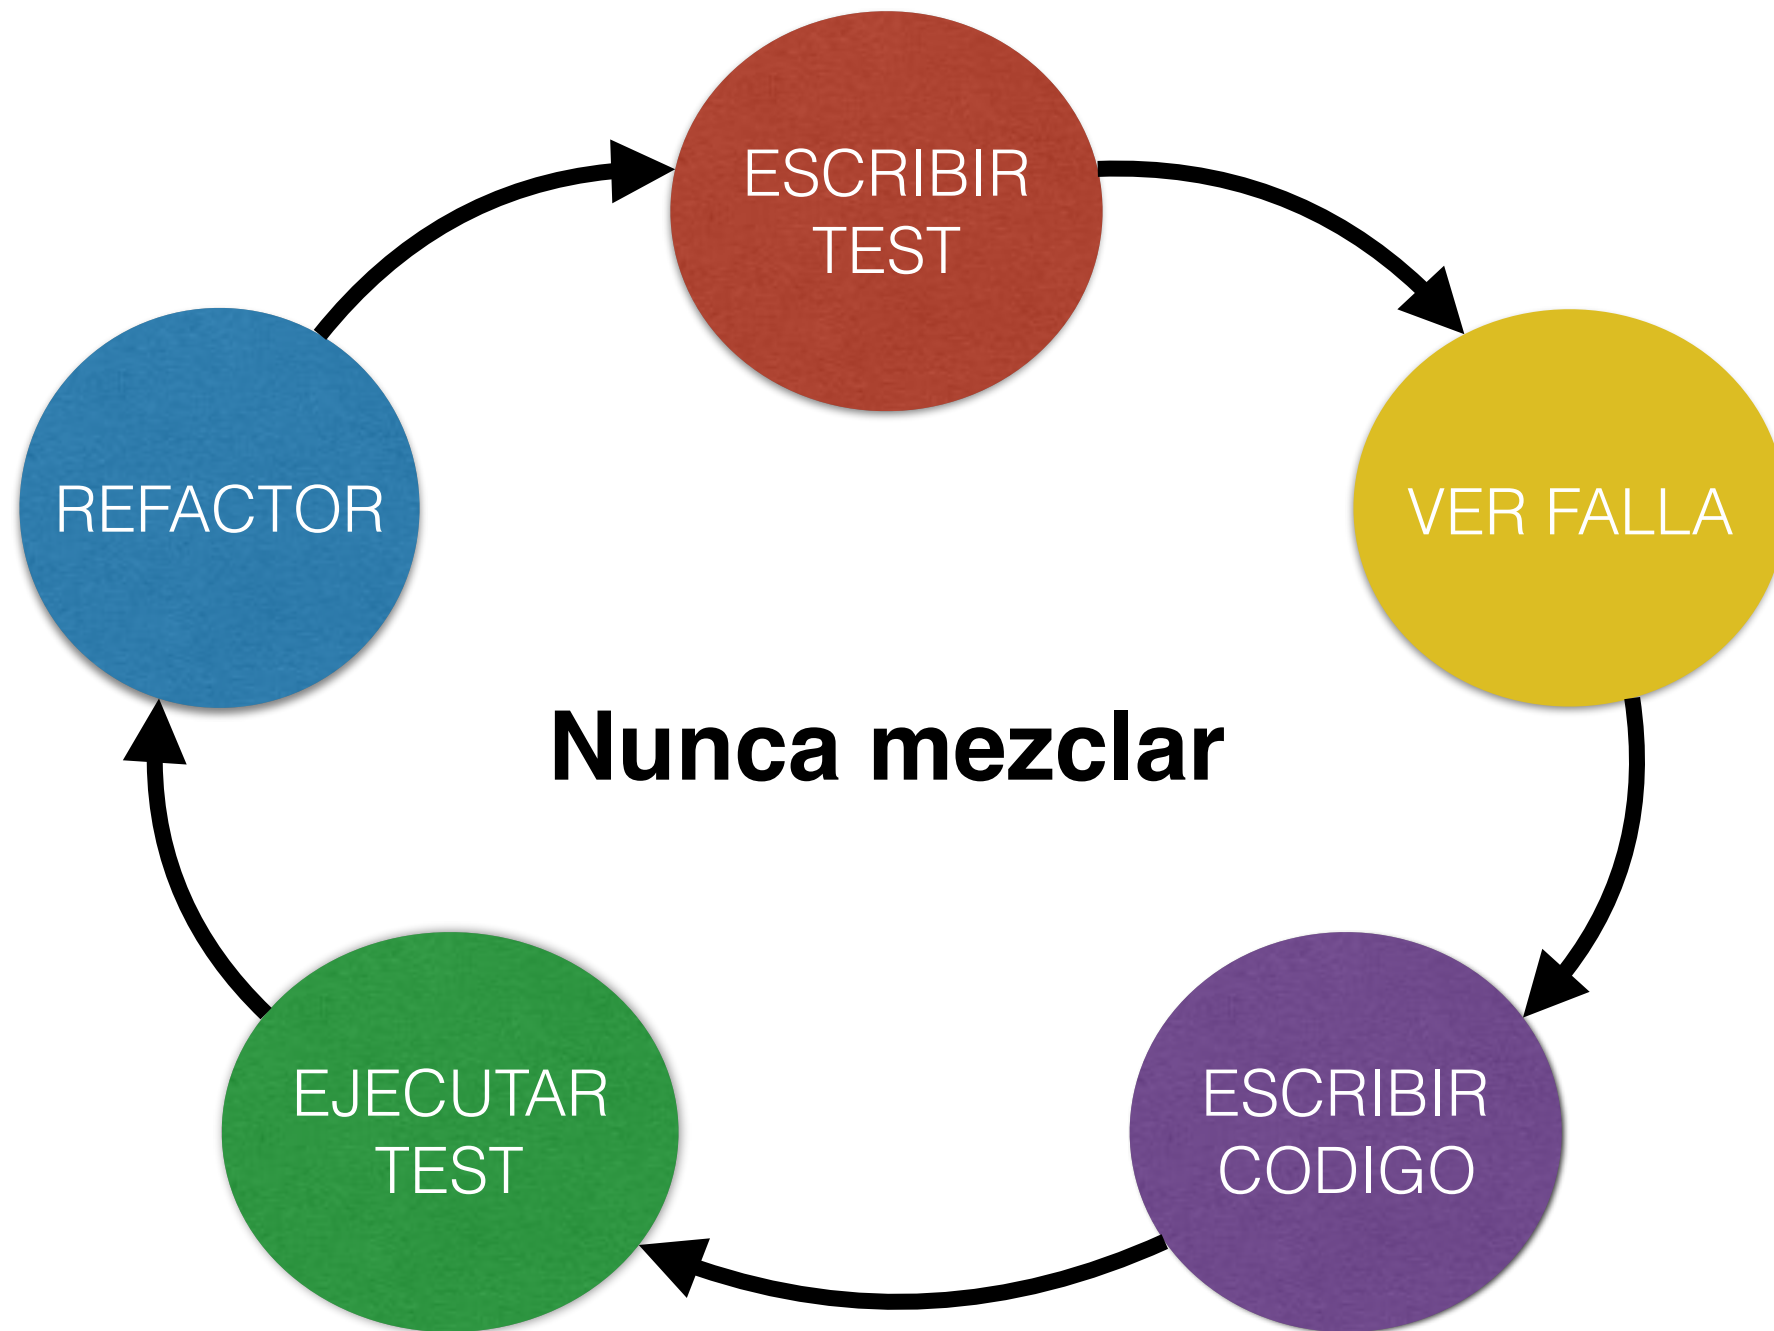 ESCRIBIR
TEST
VER FALLA
ESCRIBIR
CODIGO
EJECUTAR
TEST
REFACTOR
Nunca mezclar